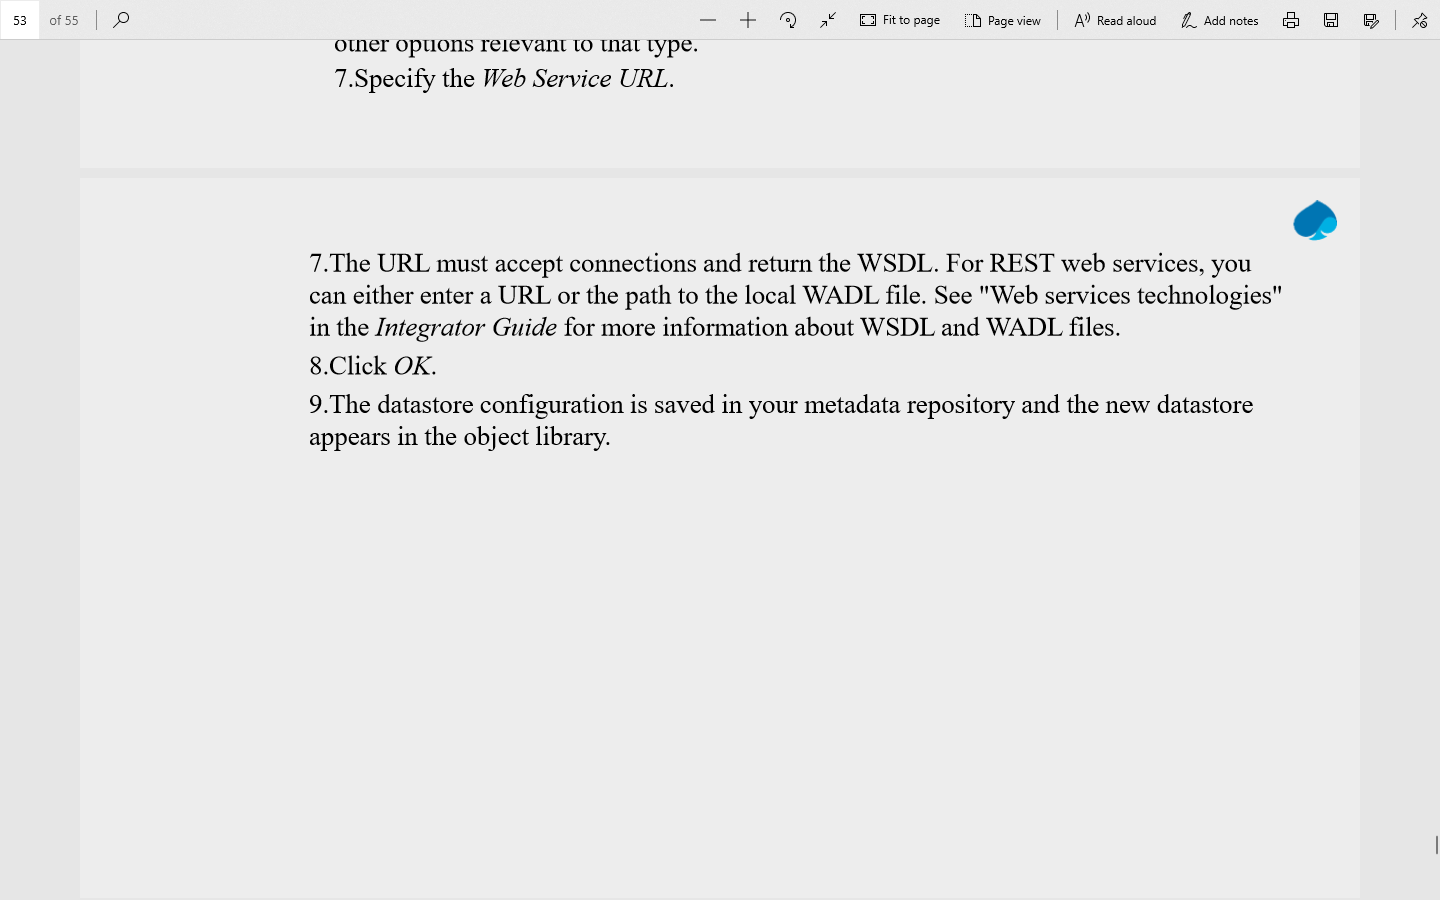 53 of 55 Fit to page Page view Read aloud Add notes
other options relevant to that type.
7.Specify the Web Service URL.
7.The URL must accept connections and return the WSDL. For REST web services, you
can either enter a URL or the path to the local WADL file. See "Web services technologies"
in the Integrator Guide for more information about WSDL and WADL files.
8.Click OK.
9.The datastore configuration is saved in your metadata repository and the new datastore
appears in the object library.